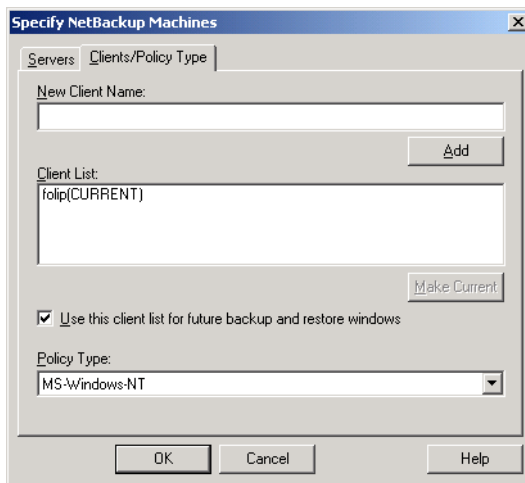 Specify NetBackup Machines
Servers Clients/Policy Type
New Client Name:
Add
Client List:
folip(CURRENT)
Make Current
Use this client list for future backup and restore windows
Policy Type:
MS-Windows-NT
OK Cancel Help